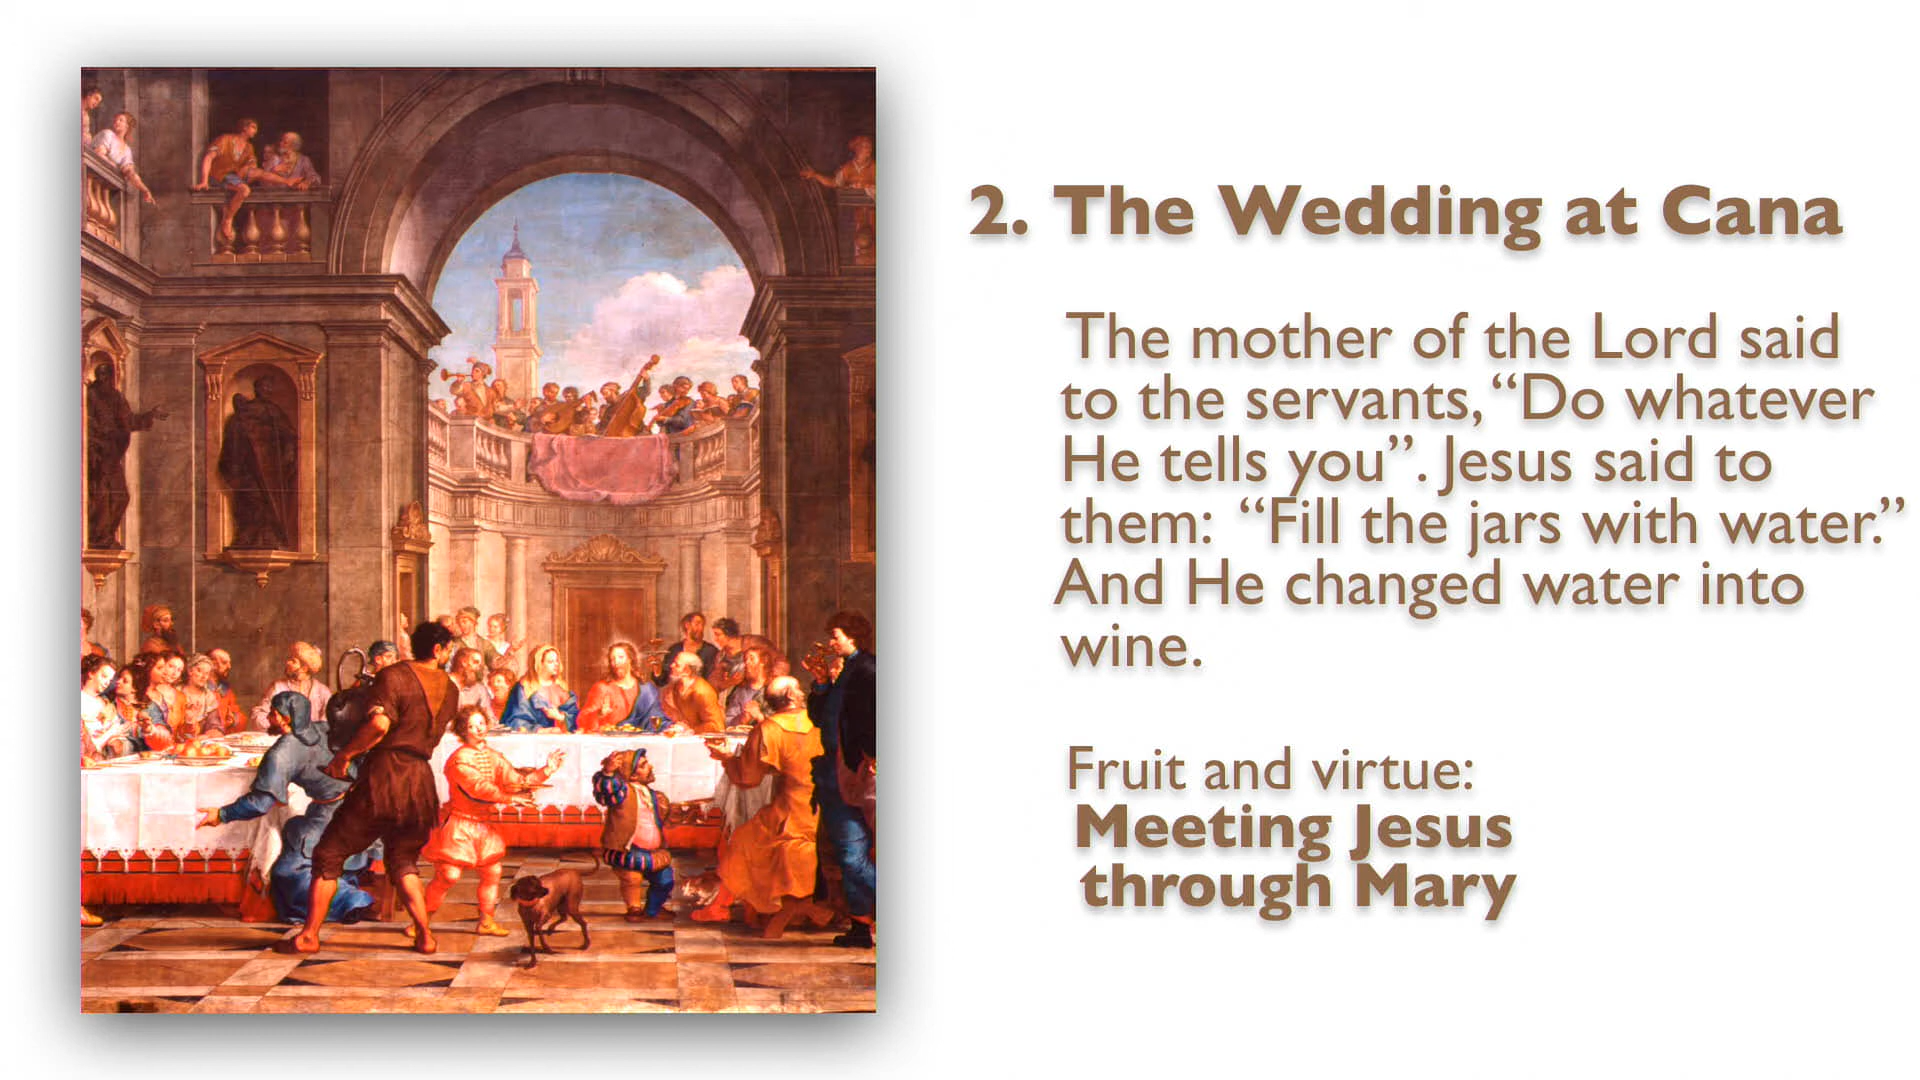 2. The Wedding at Cana
The mother of the Lord said
to the servants, “Do whatever
He tells you”. Jesus said to
them: “Fill the jars with water.”
And He changed water into
wine.
Fruit and virtue:
Meeting Jesus
through Mary